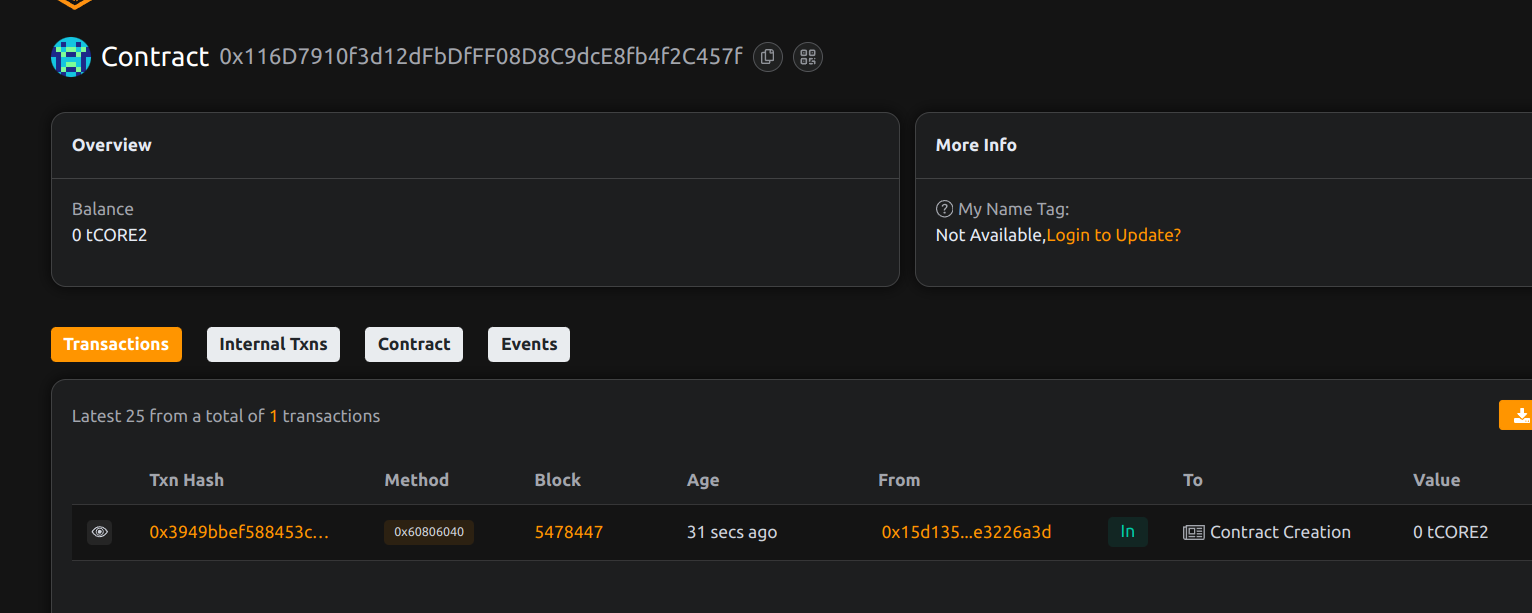 Contract 0x116D7910f3d12dFbDfFF08D8C9dcE8fb4f2C457f
Overview
Balance
0 tCORE2
More Info
My Name Tag:
Not Available,Login to Update?
Transactions Internal Txns Contract Events
Latest 25 from a total of 1 transactions
Txn Hash Method Block Age From To Value
0x3949bbef588453c... 0x60806040 5478447 31 secs ago 0x15d135...e3226a3d In Contract Creation 0 tCORE2